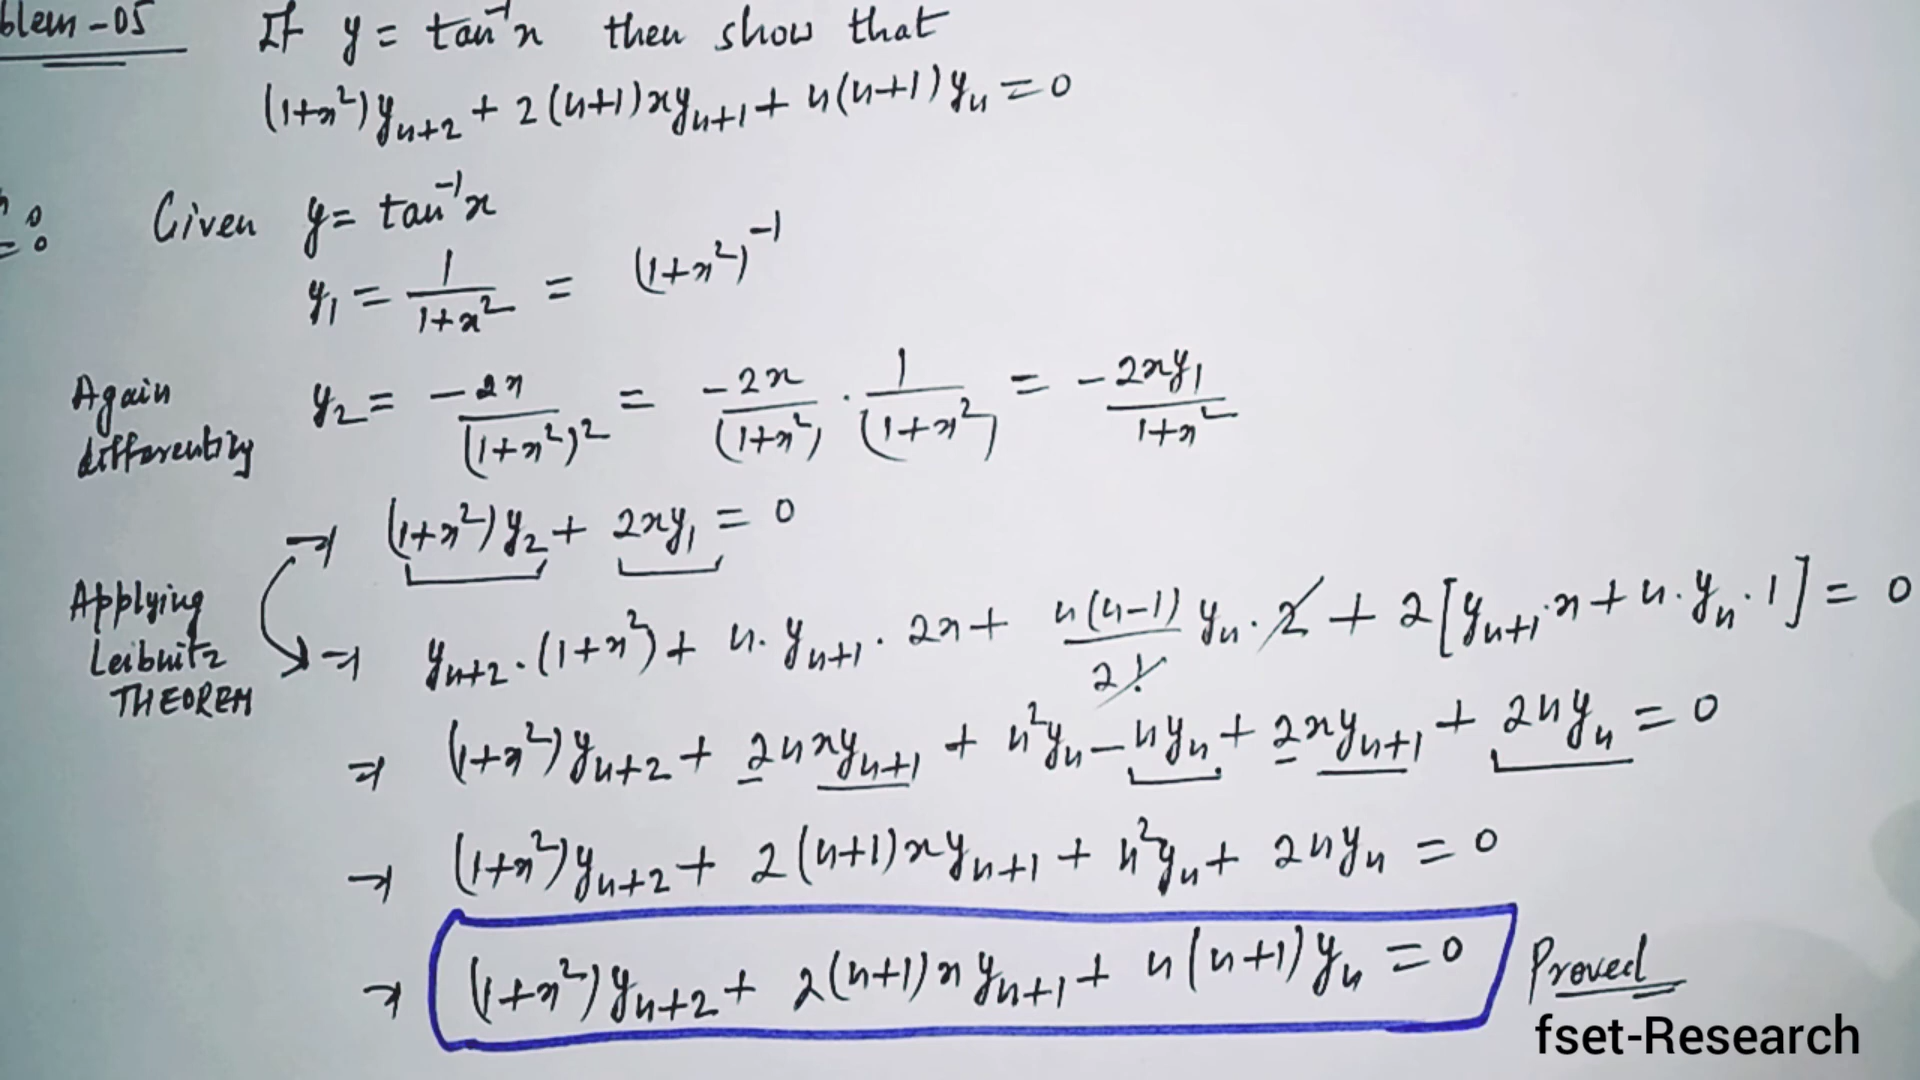 blem-05 If y = tan⁻¹x then show that
(1+x²)yₙ₊₂ + 2(n+1)xyₙ₊₁ + n(n+1)yₙ = 0
Given y = tan⁻¹x
y₁ = 1/(1+x²) = (1+x²)⁻¹
Again differentiey y₂ = -2x/(1+x²)² = -2x/(1+x²) · 1/(1+x²) = -2xy₁/(1+x²)
→ (1+x²)y₂ + 2xy₁ = 0
Applying Leibnitz THEOREM → yₙ₊₂·(1+x²) + n·yₙ₊₁·2x + n(n-1)/2! yₙ·2 + 2[yₙ₊₁·x + n·yₙ·1] = 0
⇒ (1+x²)yₙ₊₂ + 2nxyₙ₊₁ + n²yₙ - nyₙ + 2xyₙ₊₁ + 2nyₙ = 0
→ (1+x²)yₙ₊₂ + 2(n+1)xyₙ₊₁ + n²yₙ + 2nyₙ = 0
⇒ (1+x²)yₙ₊₂ + 2(n+1)xyₙ₊₁ + n(n+1)yₙ = 0 Proved
fset-Research